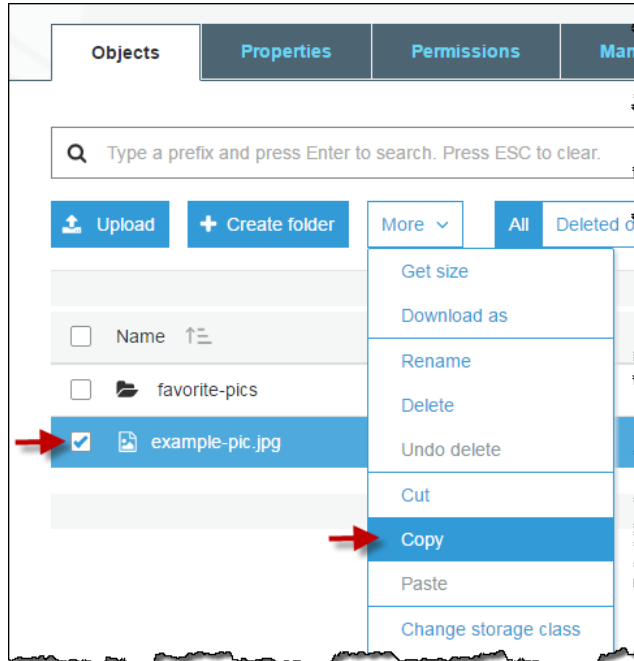 Objects Properties Permissions Man
Type a prefix and press Enter to search. Press ESC to clear.
Upload Create folder More All Deleted o
Get size
Download as
Name
Rename
favorite-pics
Delete
example-pic.jpg
Undo delete
Cut
Copy
Paste
Change storage class